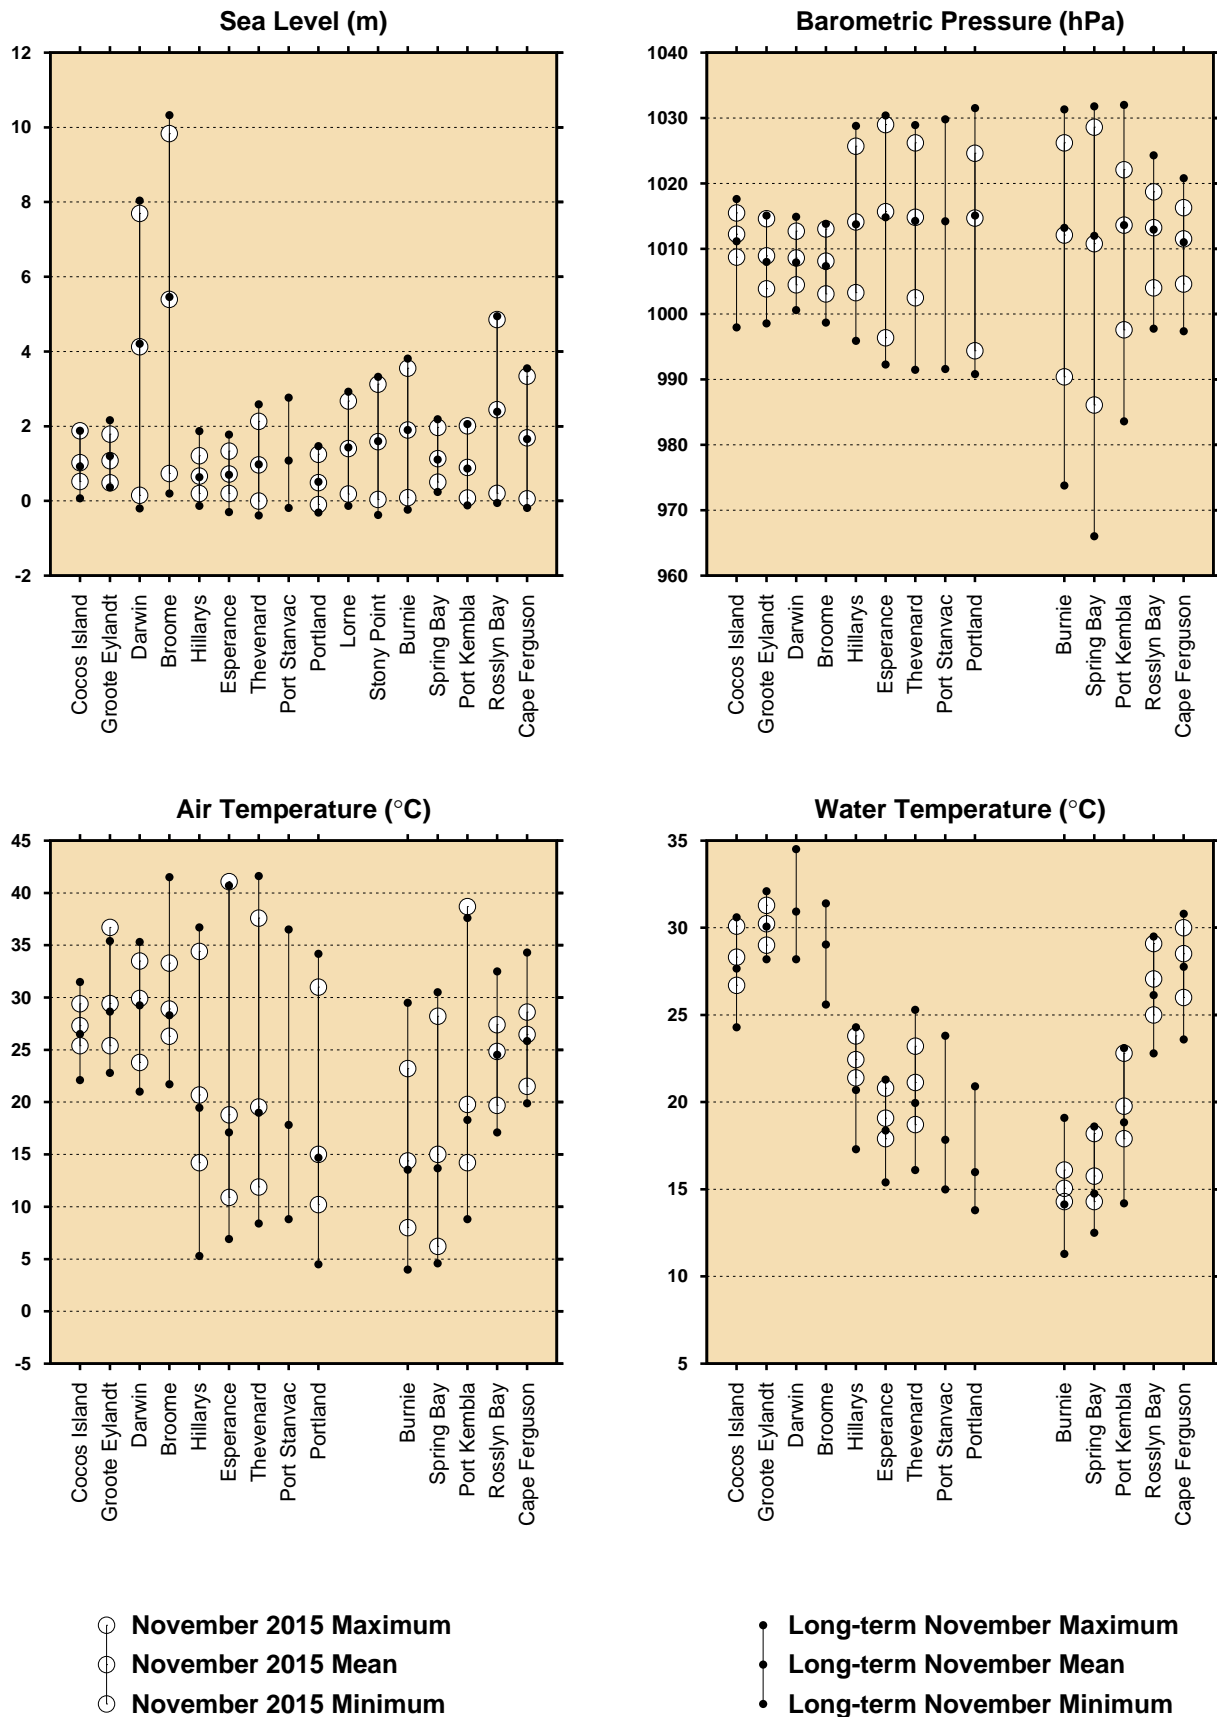 Sea Level (m)
12
10
8
6
4
2
0
-2
Cocos Island
Groote Eylandt
Darwin
Broome
Hillarys
Esperance
Thevenard
Port Stanvac
Portland
Lorne
Stony Point
Burnie
Spring Bay
Port Kembla
Rosslyn Bay
Cape Ferguson
Barometric Pressure (hPa)
1040
1030
1020
1010
1000
990
980
970
960
Cocos Island
Groote Eylandt
Darwin
Broome
Hillarys
Esperance
Thevenard
Port Stanvac
Portland
Burnie
Spring Bay
Port Kembla
Rosslyn Bay
Cape Ferguson
Air Temperature (°C)
45
40
35
30
25
20
15
10
5
0
-5
Cocos Island
Groote Eylandt
Darwin
Broome
Hillarys
Esperance
Thevenard
Port Stanvac
Portland
Burnie
Spring Bay
Port Kembla
Rosslyn Bay
Cape Ferguson
Water Temperature (°C)
35
30
25
20
15
10
5
Cocos Island
Groote Eylandt
Darwin
Broome
Hillarys
Esperance
Thevenard
Port Stanvac
Portland
Burnie
Spring Bay
Port Kembla
Rosslyn Bay
Cape Ferguson
November 2015 Maximum
November 2015 Mean
November 2015 Minimum
Long-term November Maximum
Long-term November Mean
Long-term November Minimum